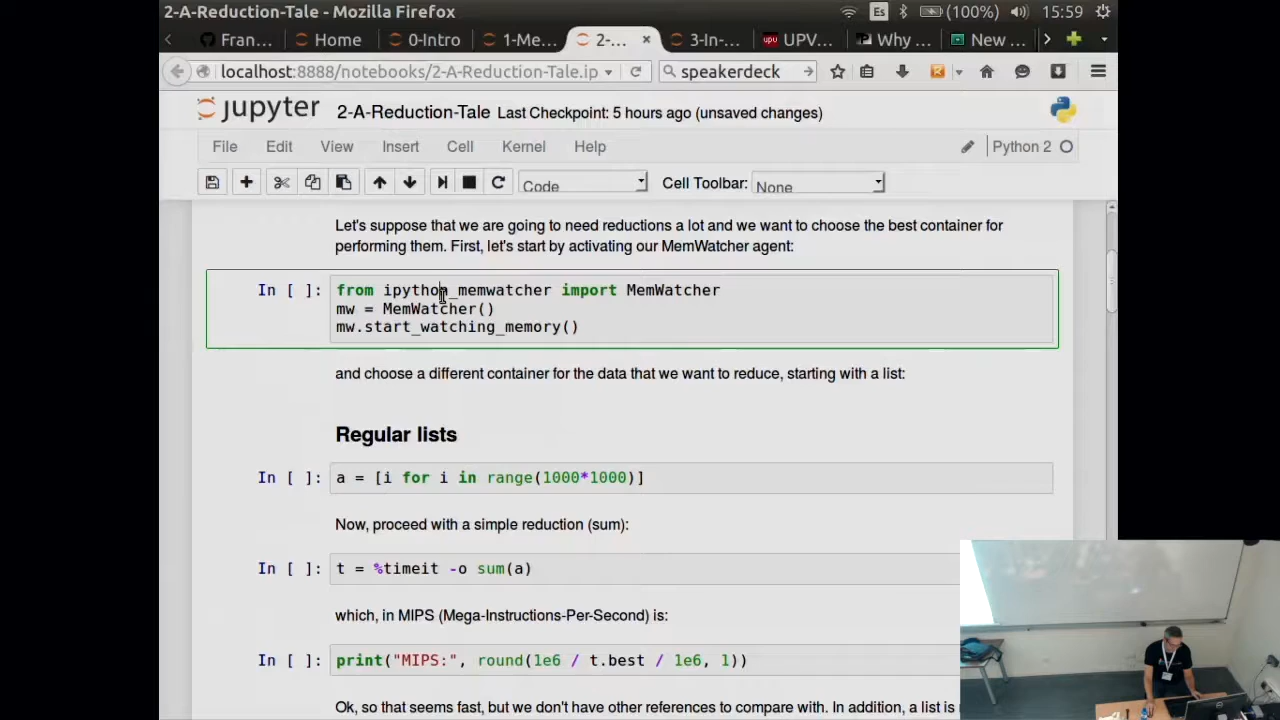 2-A-Reduction-Tale - Mozilla Firefox
Es (100%) 15:59
Fran... Home 0-Intro 1-Me... 2-... × 3-In-... upv UPV... Why ... New ...
localhost:8888/notebooks/2-A-Reduction-Tale.ip speakerdeck
jupyter 2-A-Reduction-Tale Last Checkpoint: 5 hours ago (unsaved changes)
File Edit View Insert Cell Kernel Help Python 2
Code Cell Toolbar: None
Let's suppose that we are going to need reductions a lot and we want to choose the best container for
performing them. First, let's start by activating our MemWatcher agent:
In [ ]: from ipython_memwatcher import MemWatcher
mw = MemWatcher()
mw.start_watching_memory()
and choose a different container for the data that we want to reduce, starting with a list:
Regular lists
In [ ]: a = [i for i in range(1000*1000)]
Now, proceed with a simple reduction (sum):
In [ ]: t = %timeit -o sum(a)
which, in MIPS (Mega-Instructions-Per-Second) is:
In [ ]: print("MIPS:", round(1e6 / t.best / 1e6, 1))
Ok, so that seems fast, but we don't have other references to compare with. In addition, a list is